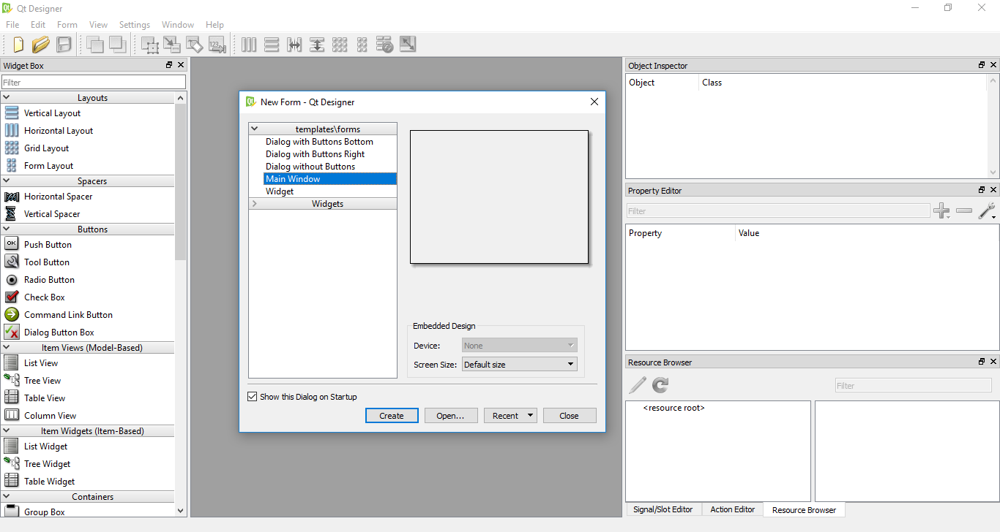 Qt Designer
File Edit Form View Settings Window Help
Widget Box
Filter
Layouts
Vertical Layout
Horizontal Layout
Grid Layout
Form Layout
Spacers
Horizontal Spacer
Vertical Spacer
Buttons
OK Push Button
Tool Button
Radio Button
Check Box
Command Link Button
Dialog Button Box
Item Views (Model-Based)
List View
Tree View
Table View
Column View
Item Widgets (Item-Based)
List Widget
Tree Widget
Table Widget
Containers
Group Box
New Form - Qt Designer
templates\forms
Dialog with Buttons Bottom
Dialog with Buttons Right
Dialog without Buttons
Main Window
Widget
Widgets
Embedded Design
Device: None
Screen Size: Default size
Show this Dialog on Startup
Create Open... Recent Close
Object Inspector
Object Class
Property Editor
Filter
Property Value
Resource Browser
Filter
<resource root>
Signal/Slot Editor Action Editor Resource Browser